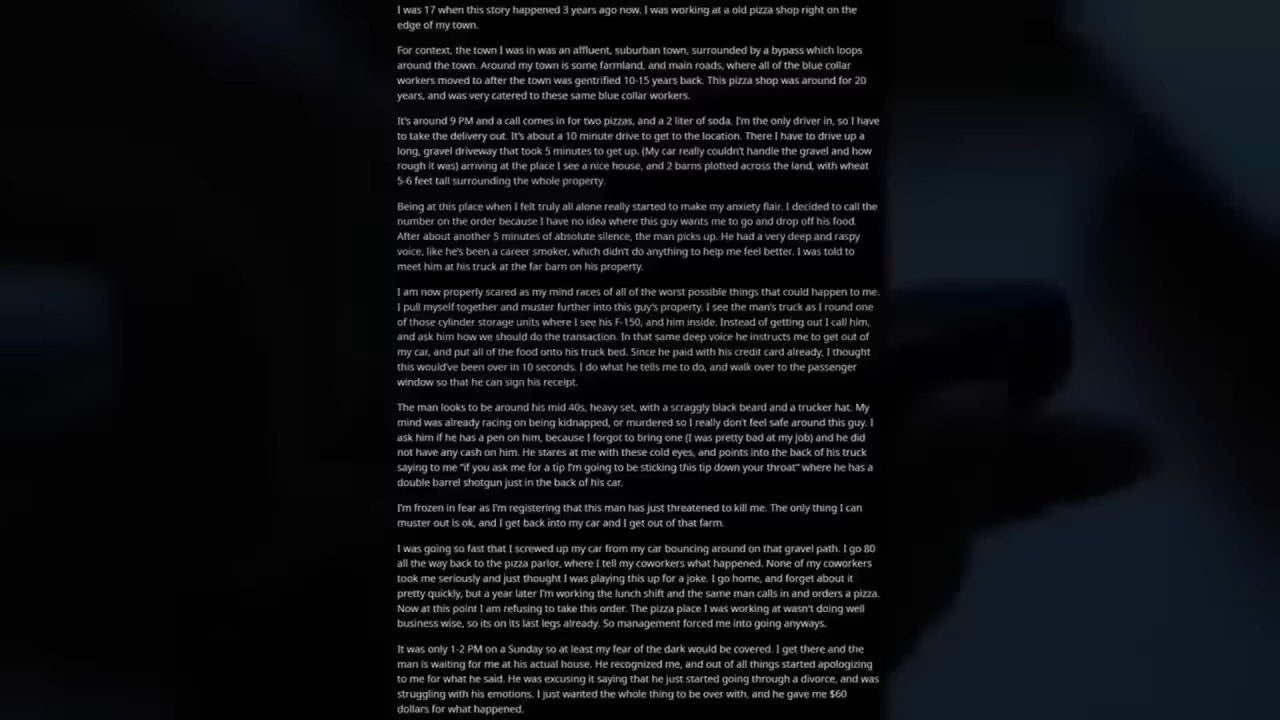 I was 17 when this story happened 3 years ago now. I was working at a old pizza shop right on the
edge of my town.
For context, the town I was in was an affluent, suburban town, surrounded by a bypass which loops
around the town. Around my town is some farmland, and main roads, where all of the blue collar
workers moved to after the town was gentrified 10-15 years back. This pizza shop was around for 20
years, and was very catered to these same blue collar workers.
It's around 9 PM and a call comes in for two pizzas, and a 2 liter of soda. I'm the only driver in, so I have
to take the delivery out. It's about a 10 minute drive to get to the location. There I have to drive up a
long, gravel driveway that took 5 minutes to get up. (My car really couldn't handle the gravel and how
rough it was) arriving at the place I see a nice house, and 2 barns plotted across the land, with wheat
5-6 feet tall surrounding the whole property.
Being at this place when I felt truly all alone really started to make my anxiety flair. I decided to call the
number on the order because I have no idea where this guy wants me to go and drop off his food.
After about another 5 minutes of absolute silence, the man picks up. He had a very deep and raspy
voice, like he's been a career smoker, which didn't do anything to help me feel better. I was told to
meet him at his truck at the far barn on his property.
I am now properly scared as my mind races of all of the worst possible things that could happen to me.
I pull myself together and muster further into this guy's property. I see the man's truck as I round one
of those cylinder storage units where I see his F-150, and him inside. Instead of getting out I call him,
and ask him how we should do the transaction. In that same deep voice he instructs me to get out of
my car, and put all of the food onto his truck bed. Since he paid with his credit card already, I thought
this would've been over in 10 seconds. I do what he tells me to do, and walk over to the passenger
window so that he can sign his receipt.
The man looks to be around his mid 40s, heavy set, with a scraggly black beard and a trucker hat. My
mind was already racing on being kidnapped, or murdered so I really don't feel safe around this guy. I
ask him if he has a pen on him, because I forgot to bring one (I was pretty bad at my job) and he did
not have any cash on him. He stares at me with these cold eyes, and points into the back of his truck
saying to me "if you ask me for a tip I'm going to be sticking this tip down your throat" where he has a
double barrel shotgun just in the back of his car.
I'm frozen in fear as I'm registering that this man has just threatened to kill me. The only thing I can
muster out is ok, and I get back into my car and I get out of that farm.
I was going so fast that I screwed up my car from my car bouncing around on that gravel path. I go 80
all the way back to the pizza parlor, where I tell my coworkers what happened. None of my coworkers
took me seriously and just thought I was playing this up for a joke. I go home, and forget about it
pretty quickly, but a year later I'm working the lunch shift and the same man calls in and orders a pizza.
Now at this point I am refusing to take this order. The pizza place I was working at wasn't doing well
business wise, so its on its last legs already. So management forced me into going anyways.
It was only 1-2 PM on a Sunday so at least my fear of the dark would be covered. I get there and the
man is waiting for me at his actual house. He recognized me, and out of all things started apologizing
to me for what he said. He was excusing it saying that he just started going through a divorce, and was
struggling with his emotions. I just wanted the whole thing to be over with, and he gave me $60
dollars for what happened.